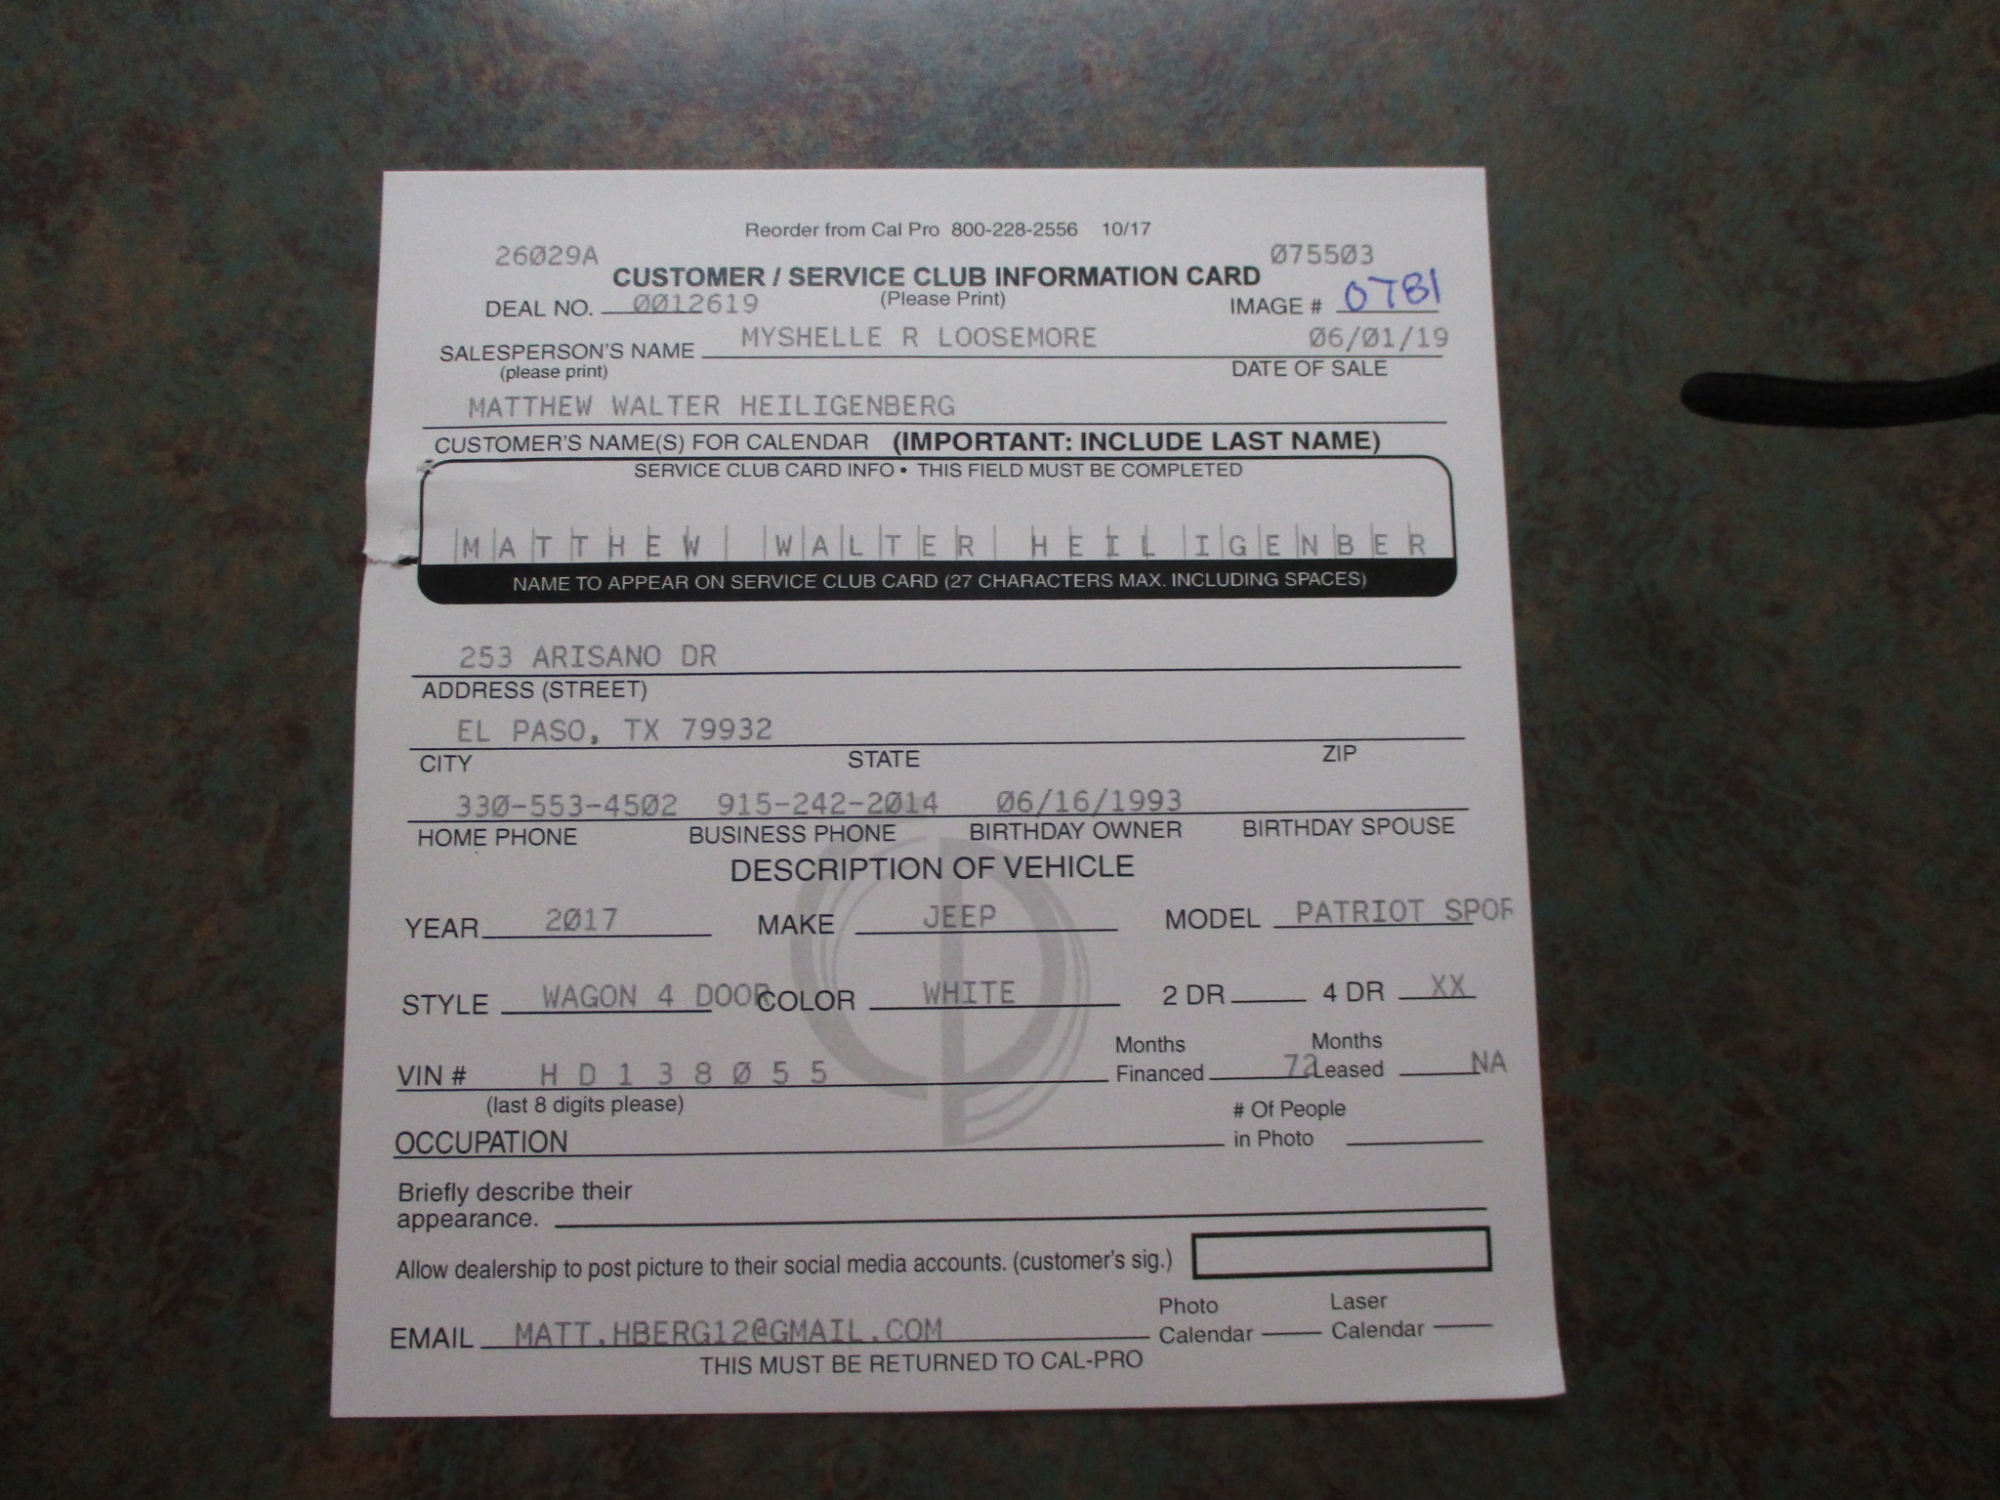 Reorder from Cal Pro 800-228-2556 10/17
26029A 075503
CUSTOMER / SERVICE CLUB INFORMATION CARD
DEAL NO. 0012619 (Please Print) IMAGE # 0781
SALESPERSON'S NAME MYSHELLE R LOOSEMORE 06/01/19
(please print) DATE OF SALE
MATTHEW WALTER HEILIGENBERG
CUSTOMER'S NAME(S) FOR CALENDAR (IMPORTANT: INCLUDE LAST NAME)
SERVICE CLUB CARD INFO • THIS FIELD MUST BE COMPLETED
MATTHEW WALTER HEILIGENBER
NAME TO APPEAR ON SERVICE CLUB CARD (27 CHARACTERS MAX. INCLUDING SPACES)
253 ARISANO DR
ADDRESS (STREET)
EL PASO, TX 79932
CITY STATE ZIP
330-553-4502 915-242-2014 06/16/1993
HOME PHONE BUSINESS PHONE BIRTHDAY OWNER BIRTHDAY SPOUSE
DESCRIPTION OF VEHICLE
YEAR 2017 MAKE JEEP MODEL PATRIOT SPOR
STYLE WAGON 4 DOOR COLOR WHITE 2 DR 4 DR XX
Months Months
VIN # H D 1 3 8 0 5 5 Financed 72 Leased NA
(last 8 digits please) # Of People
OCCUPATION in Photo
Briefly describe their
appearance.
Allow dealership to post picture to their social media accounts. (customer's sig.)
Photo Laser
EMAIL MATT.HBERG12@GMAIL.COM Calendar Calendar
THIS MUST BE RETURNED TO CAL-PRO